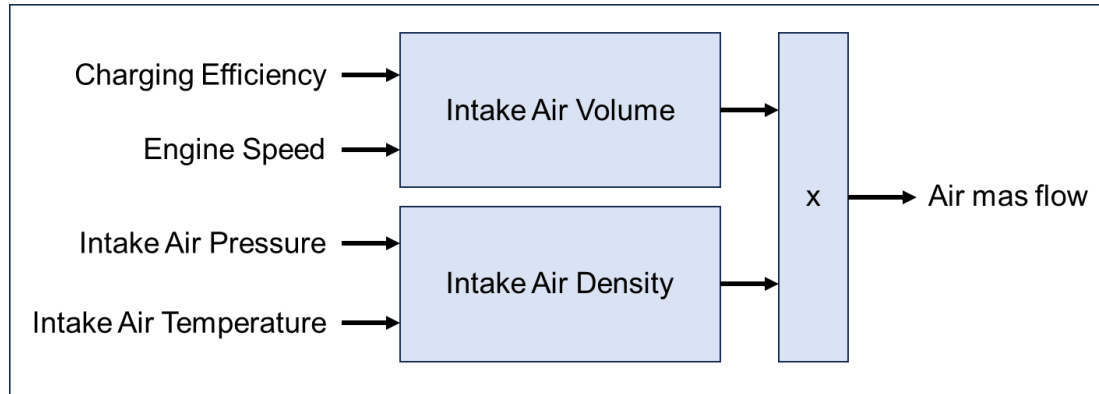 Charging Efficiency
Engine Speed
Intake Air Volume
Intake Air Pressure
Intake Air Temperature
Intake Air Density
x
Air mas flow